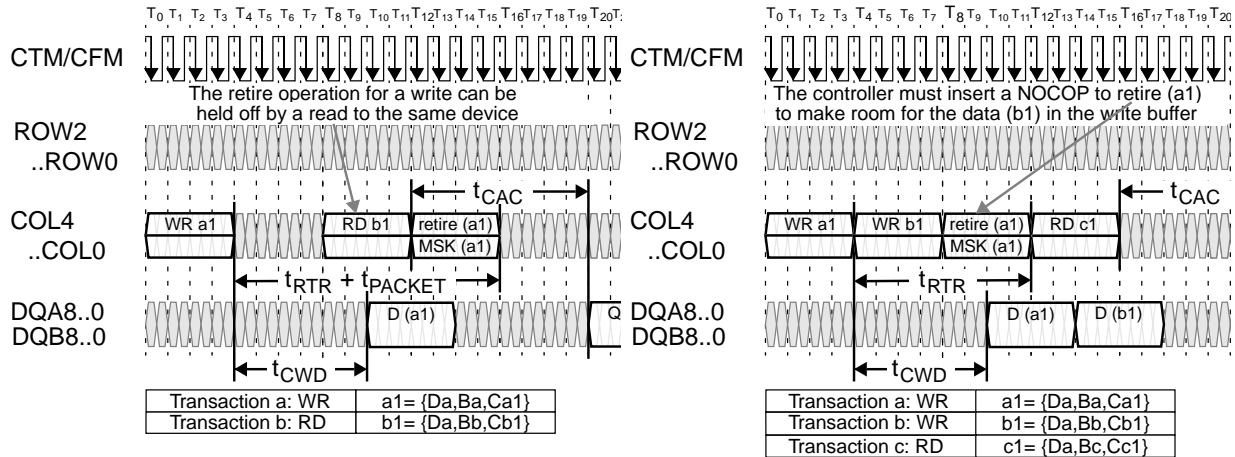 T0 T1 T2 T3 T4 T5 T6 T7 T8 T9 T10 T11 T12 T13 T14 T15 T16 T17 T18 T19 T20
CTM/CFM
The retire operation for a write can be
held off by a read to the same device
ROW2
..ROW0
tCAC
COL4
..COL0
WR a1
RD b1
retire (a1)
MSK (a1)
tRTR + tPACKET
DQA8..0
DQB8..0
D (a1)
Q
tCWD
Transaction a: WR a1= {Da,Ba,Ca1}
Transaction b: RD b1= {Da,Bb,Cb1}
T0 T1 T2 T3 T4 T5 T6 T7 T8 T9 T10 T11 T12 T13 T14 T15 T16 T17 T18 T19 T20
CTM/CFM
The controller must insert a NOCOP to retire (a1)
to make room for the data (b1) in the write buffer
ROW2
..ROW0
tCAC
COL4
..COL0
WR a1
WR b1
retire (a1)
RD c1
MSK (a1)
tRTR
DQA8..0
DQB8..0
D (a1)
D (b1)
tCWD
Transaction a: WR a1= {Da,Ba,Ca1}
Transaction b: WR b1= {Da,Bb,Cb1}
Transaction c: RD c1= {Da,Bc,Cc1}